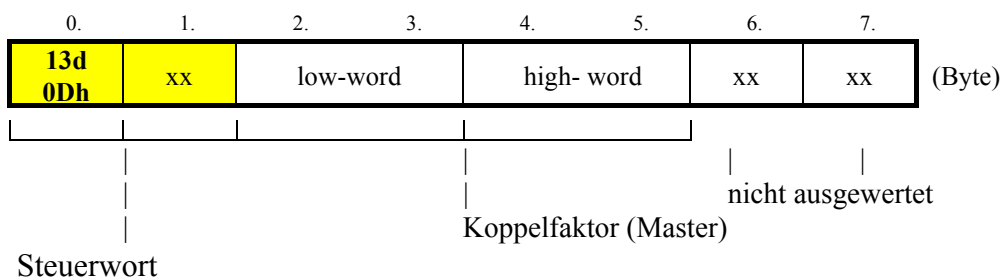 0. 1. 2. 3. 4. 5. 6. 7.
13d
0Dh xx low-word high- word xx xx (Byte)
nicht ausgewertet
Koppelfaktor (Master)
Steuerwort